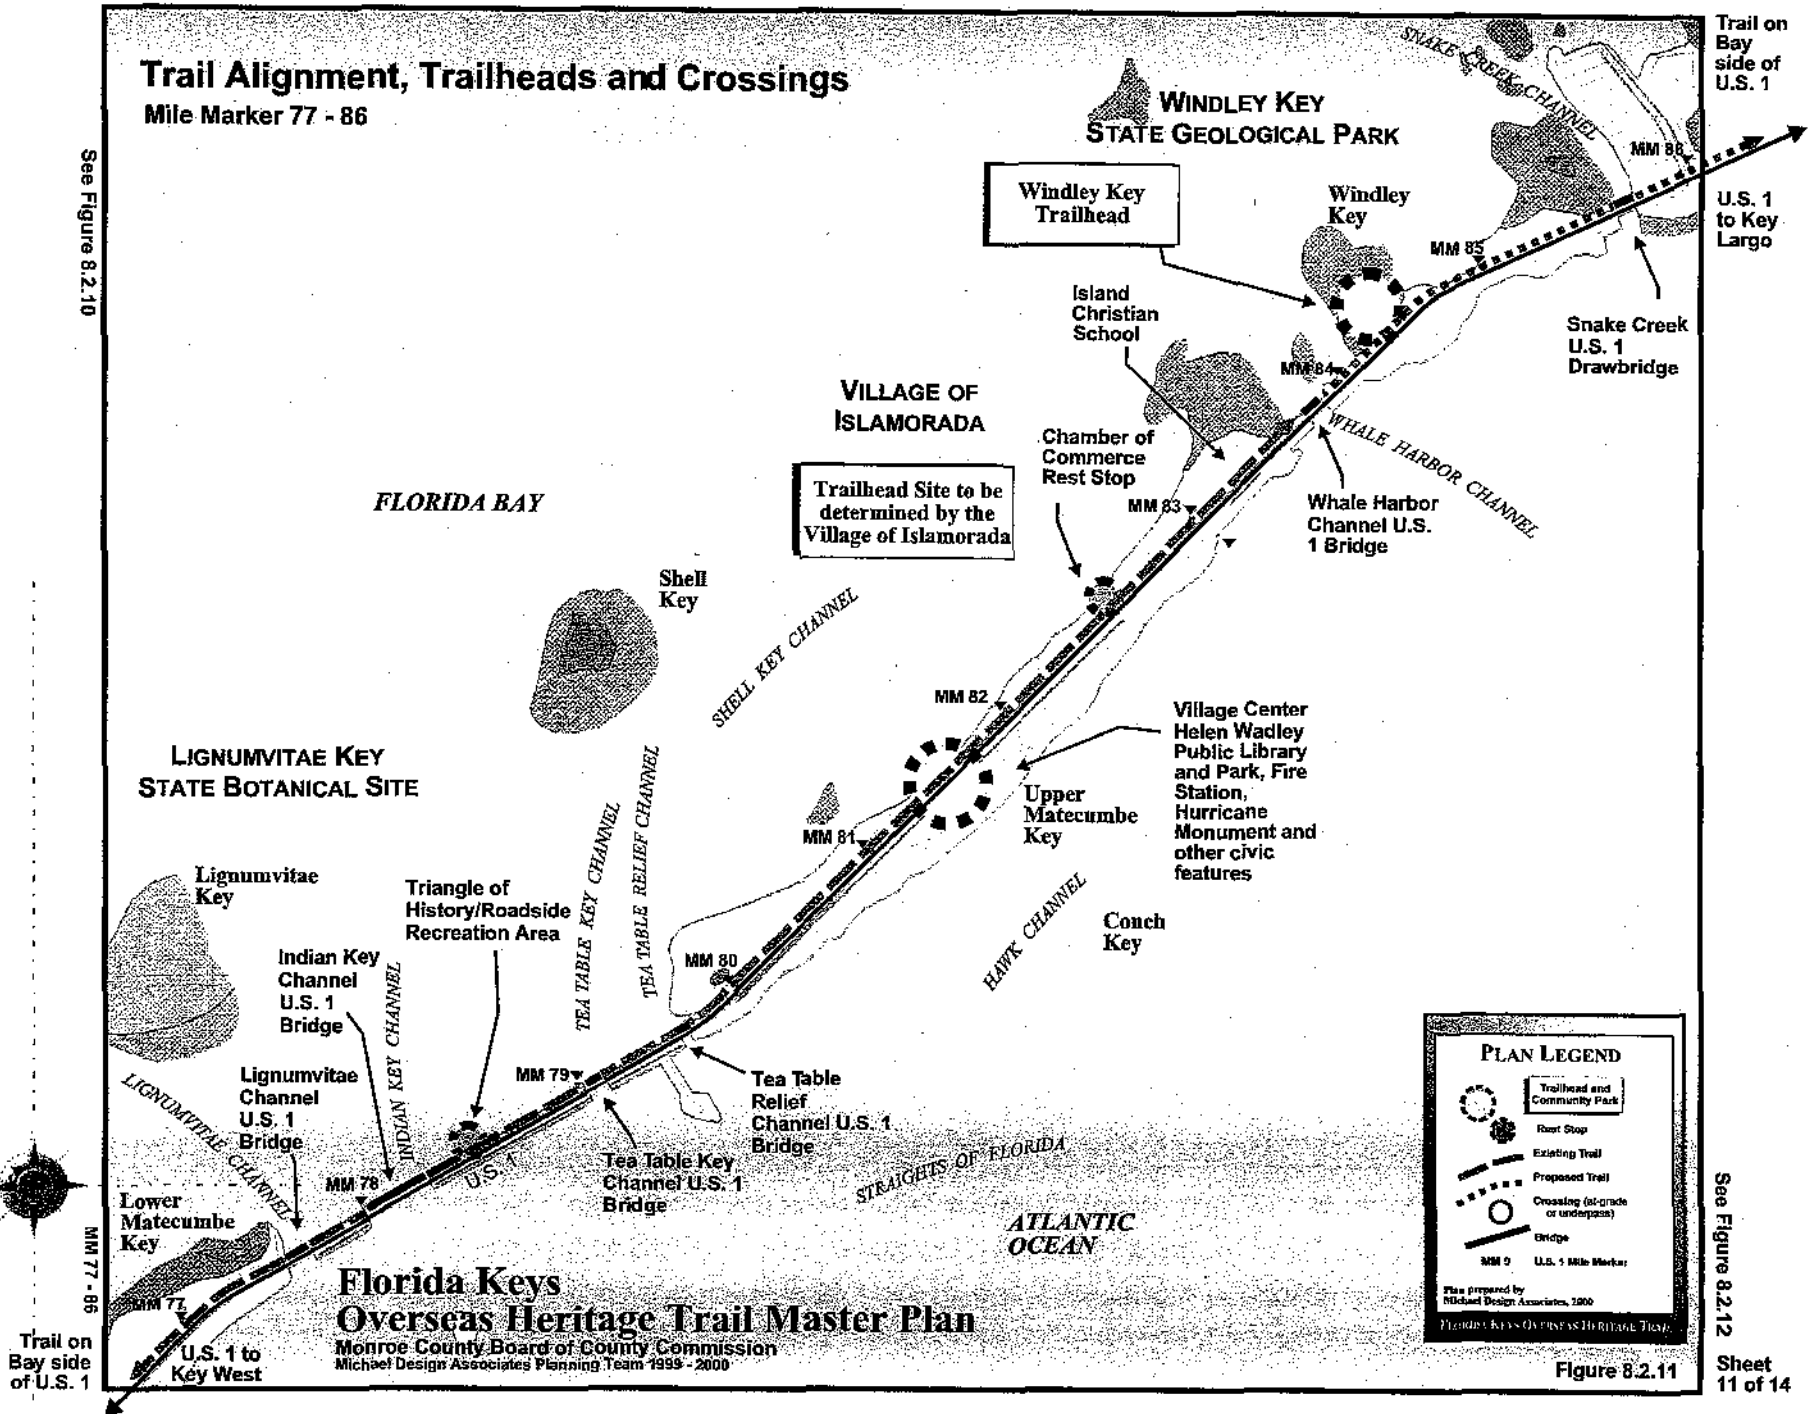 Trail Alignment, Trailheads and Crossings
Mile Marker 77 - 86
See Figure 8.2.10
Trail on
Bay
side of
U.S. 1
SNAKE CREEK CHANNEL
WINDLEY KEY
STATE GEOLOGICAL PARK
MM 86
Windley Key
Trailhead
Windley
Key
U.S. 1
to Key
Largo
MM 85
Island
Christian
School
Snake Creek
U.S. 1
Drawbridge
MM 84
VILLAGE OF
ISLAMORADA
WHALE HARBOR CHANNEL
Chamber of
Commerce
Rest Stop
Trailhead Site to be
determined by the
Village of Islamorada
FLORIDA BAY
MM 83
Whale Harbor
Channel U.S.
1 Bridge
Shell
Key
SHELL KEY CHANNEL
MM 82
Village Center
Helen Wadley
Public Library
and Park, Fire
Station,
Hurricane
Monument and
other civic
features
LIGNUMVITAE KEY
STATE BOTANICAL SITE
Upper
Matecumbe
Key
MM 81
TEA TABLE KEY CHANNEL
TEA TABLE RELIEF CHANNEL
Lignumvitae
Key
Triangle of
History/Roadside
Recreation Area
HAWK CHANNEL
Conch
Key
MM 80
Indian Key
Channel
U.S. 1
Bridge
INDIAN KEY CHANNEL
Lignumvitae
Channel
U.S. 1
Bridge
LIGNUMVITAE CHANNEL
MM 79
Tea Table
Relief
Channel U.S. 1
Bridge
Tea Table Key
Channel U.S. 1
Bridge
U.S. 1
STRAIGHTS OF FLORIDA
MM 78
Lower
Matecumbe
Key
ATLANTIC
OCEAN
MM 77
MM 77 - 86
Trail on
Bay side
of U.S. 1
U.S. 1 to
Key West
Florida Keys
Overseas Heritage Trail Master Plan
Monroe County Board of County Commission
Michael Design Associates Planning Team 1999 - 2000
PLAN LEGEND
Trailhead and
Community Park
Rest Stop
Existing Trail
Proposed Trail
Crossing (at-grade
or underpass)
Bridge
MM 9 U.S. 1 Mile Marker
Plan prepared by
Michael Design Associates, 2000
FLORIDA KEYS OVERSEAS HERITAGE TRAIL
See Figure 8.2.12
Figure 8.2.11
Sheet
11 of 14